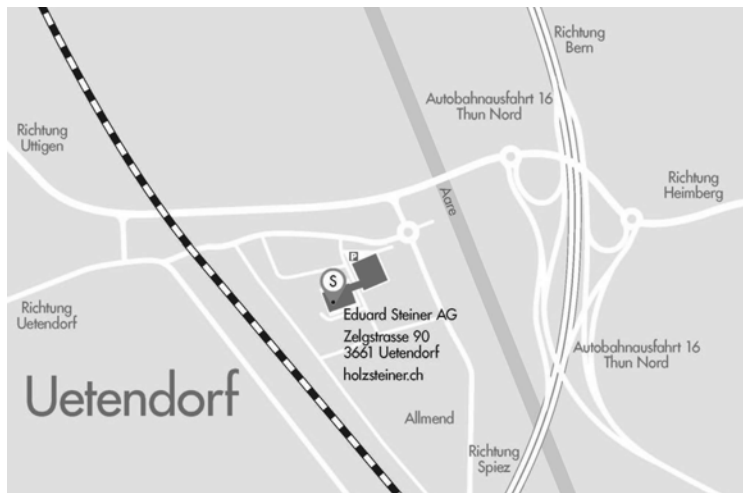 Richtung
Bern
Autobahnausfahrt 16
Thun Nord
Richtung
Uttigen
Richtung
Heimberg
Aare
P
S
Richtung
Uetendorf
Eduard Steiner AG
Zelgstrasse 90
3661 Uetendorf
holzsteiner.ch
Autobahnausfahrt 16
Thun Nord
Uetendorf
Allmend
Richtung
Spiez